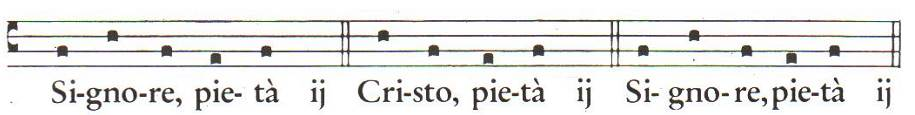 Si-gno-re, pie- tà ij Cri-sto, pie-tà ij Si- gno-re, pie-tà ij